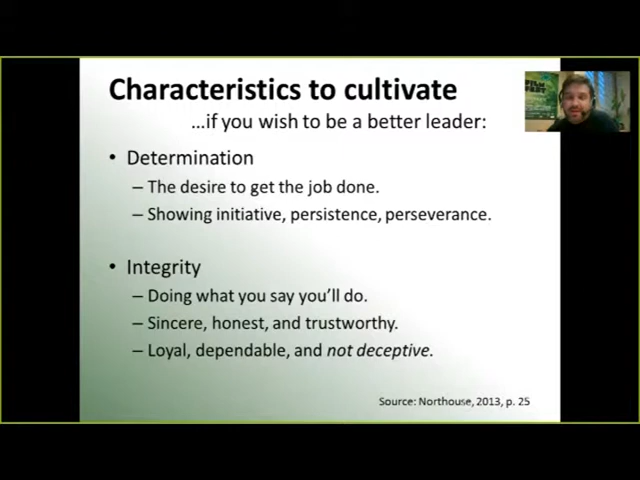 Characteristics to cultivate
...if you wish to be a better leader:
• Determination
– The desire to get the job done.
– Showing initiative, persistence, perseverance.
• Integrity
– Doing what you say you'll do.
– Sincere, honest, and trustworthy.
– Loyal, dependable, and not deceptive.
Source: Northouse, 2013, p. 25
FILM
FEST